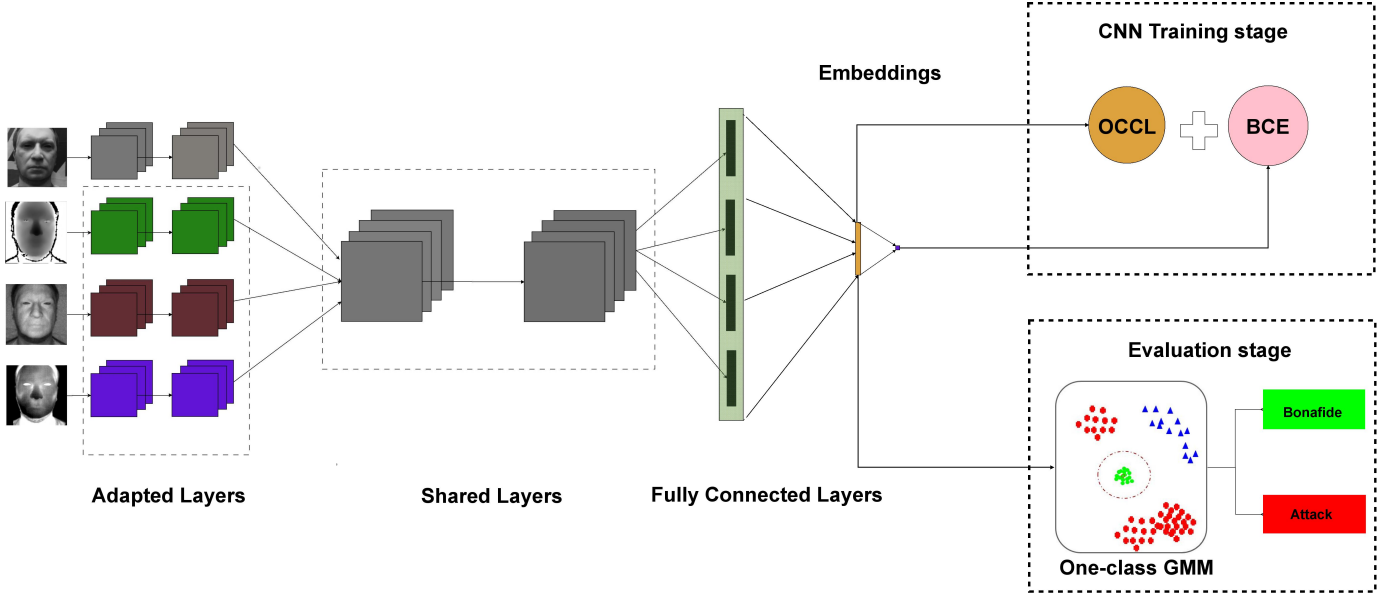 CNN Training stage
Embeddings
OCCL
BCE
Evaluation stage
Bonafide
Attack
One-class GMM
Adapted Layers
Shared Layers
Fully Connected Layers